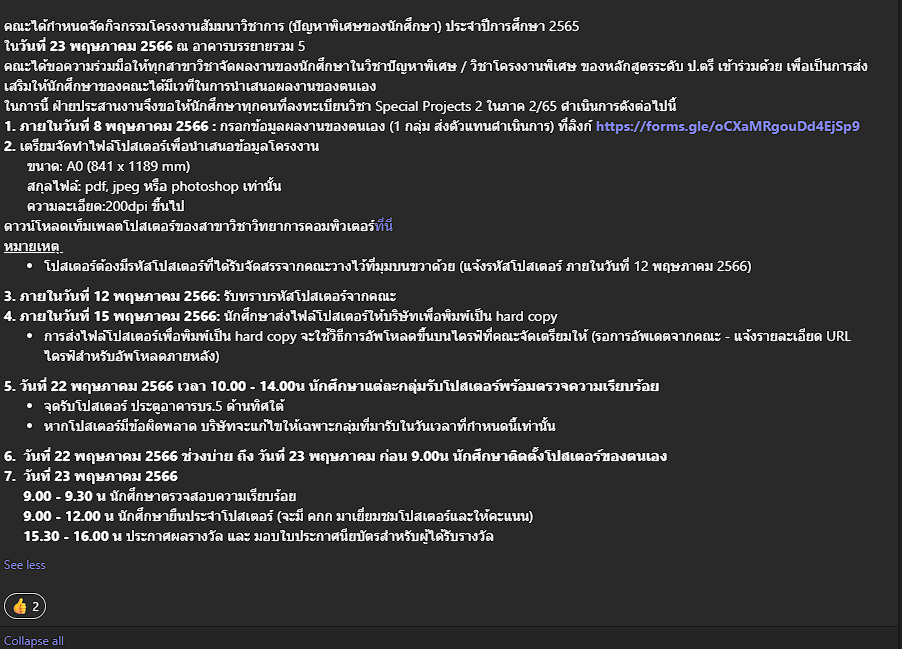 คณะได้กำหนดจัดกิจกรรมโครงงานสัมมนาวิชาการ (ปัญหาพิเศษของนักศึกษา) ประจำปีการศึกษา 2565
ในวันที่ 23 พฤษภาคม 2566 ณ อาคารบรรยายรวม 5
คณะได้ขอความร่วมมือให้ทุกสาขาวิชาจัดผลงานของนักศึกษาในวิชาปัญหาพิเศษ / วิชาโครงงานพิเศษ ของหลักสูตรระดับ ป.ตรี เข้าร่วมด้วย เพื่อเป็นการส่ง
เสริมให้นักศึกษาของคณะได้มีเวทีในการนำเสนอผลงานของตนเอง
ในการนี้ ฝ่ายประสานงานจึงขอให้นักศึกษาทุกคนที่ลงทะเบียนวิชา Special Projects 2 ในภาค 2/65 ดำเนินการดังต่อไปนี้
1. ภายในวันที่ 8 พฤษภาคม 2566 : กรอกข้อมูลผลงานของตนเอง (1 กลุ่ม ส่งตัวแทนดำเนินการ) ที่ลิงก์ https://forms.gle/oCXaMRgouDd4EjSp9
2. เตรียมจัดทำไฟล์โปสเตอร์เพื่อนำเสนอข้อมูลโครงงาน
ขนาด: A0 (841 x 1189 mm)
สกุลไฟล์: pdf, jpeg หรือ photoshop เท่านั้น
ความละเอียด:200dpi ขึ้นไป
ดาวน์โหลดเท็มเพลตโปสเตอร์ของสาขาวิชาวิทยาการคอมพิวเตอร์ที่นี่
หมายเหตุ
• โปสเตอร์ต้องมีรหัสโปสเตอร์ที่ได้รับจัดสรรจากคณะวางไว้ที่มุมบนขวาด้วย (แจ้งรหัสโปสเตอร์ ภายในวันที่ 12 พฤษภาคม 2566)
3. ภายในวันที่ 12 พฤษภาคม 2566: รับทราบรหัสโปสเตอร์จากคณะ
4. ภายในวันที่ 15 พฤษภาคม 2566: นักศึกษาส่งไฟล์โปสเตอร์ให้บริษัทเพื่อพิมพ์เป็น hard copy
• การส่งไฟล์โปสเตอร์เพื่อพิมพ์เป็น hard copy จะใช้วิธีการอัพโหลดขึ้นบนไดรฟ์ที่คณะจัดเตรียมให้ (รอการอัพเดตจากคณะ - แจ้งรายละเอียด URL
ไดรฟ์สำหรับอัพโหลดภายหลัง)
5. วันที่ 22 พฤษภาคม 2566 เวลา 10.00 - 14.00น นักศึกษาแต่ละกลุ่มรับโปสเตอร์พร้อมตรวจความเรียบร้อย
• จุดรับโปสเตอร์ ประตูอาคารบร.5 ด้านทิศใต้
• หากโปสเตอร์มีข้อผิดพลาด บริษัทจะแก้ไขให้เฉพาะกลุ่มที่มารับในวันเวลาที่กำหนดนี้เท่านั้น
6. วันที่ 22 พฤษภาคม 2566 ช่วงบ่าย ถึง วันที่ 23 พฤษภาคม ก่อน 9.00น นักศึกษาติดตั้งโปสเตอร์ของตนเอง
7. วันที่ 23 พฤษภาคม 2566
9.00 - 9.30 น นักศึกษาตรวจสอบความเรียบร้อย
9.00 - 12.00 น นักศึกษายืนประจำโปสเตอร์ (จะมี คกก มาเยี่ยมชมโปสเตอร์และให้คะแนน)
15.30 - 16.00 น ประกาศผลรางวัล และ มอบใบประกาศนียบัตรสำหรับผู้ได้รับรางวัล
See less
👍 2
Collapse all